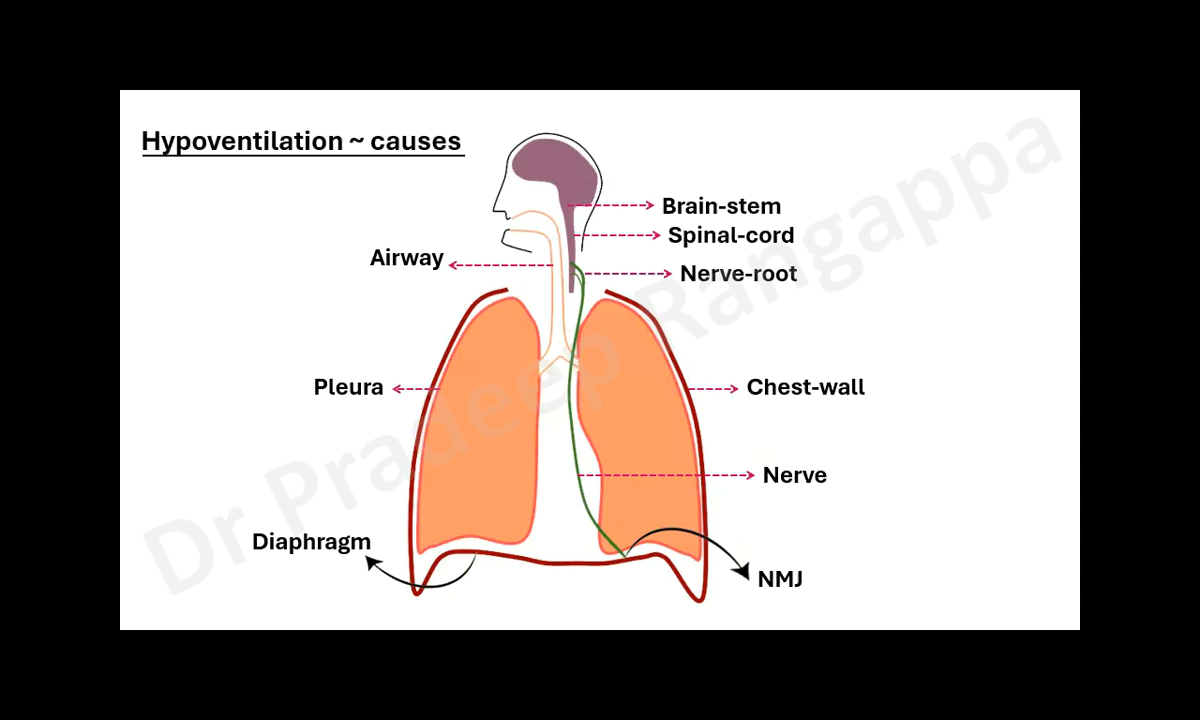 Hypoventilation ~ causes
Brain-stem
Spinal-cord
Airway
Nerve-root
Pleura
Chest-wall
Nerve
Diaphragm
NMJ
Dr Pradeep Rangappa